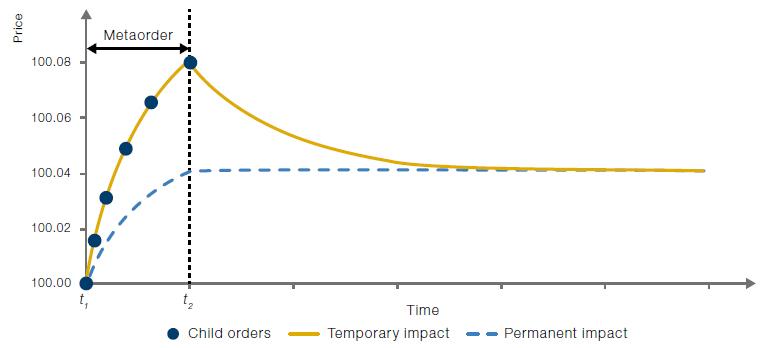 Price
Metaorder
100.08
100.06
100.04
100.02
100.00
t1
t2
Time
Child orders
Temporary impact
Permanent impact